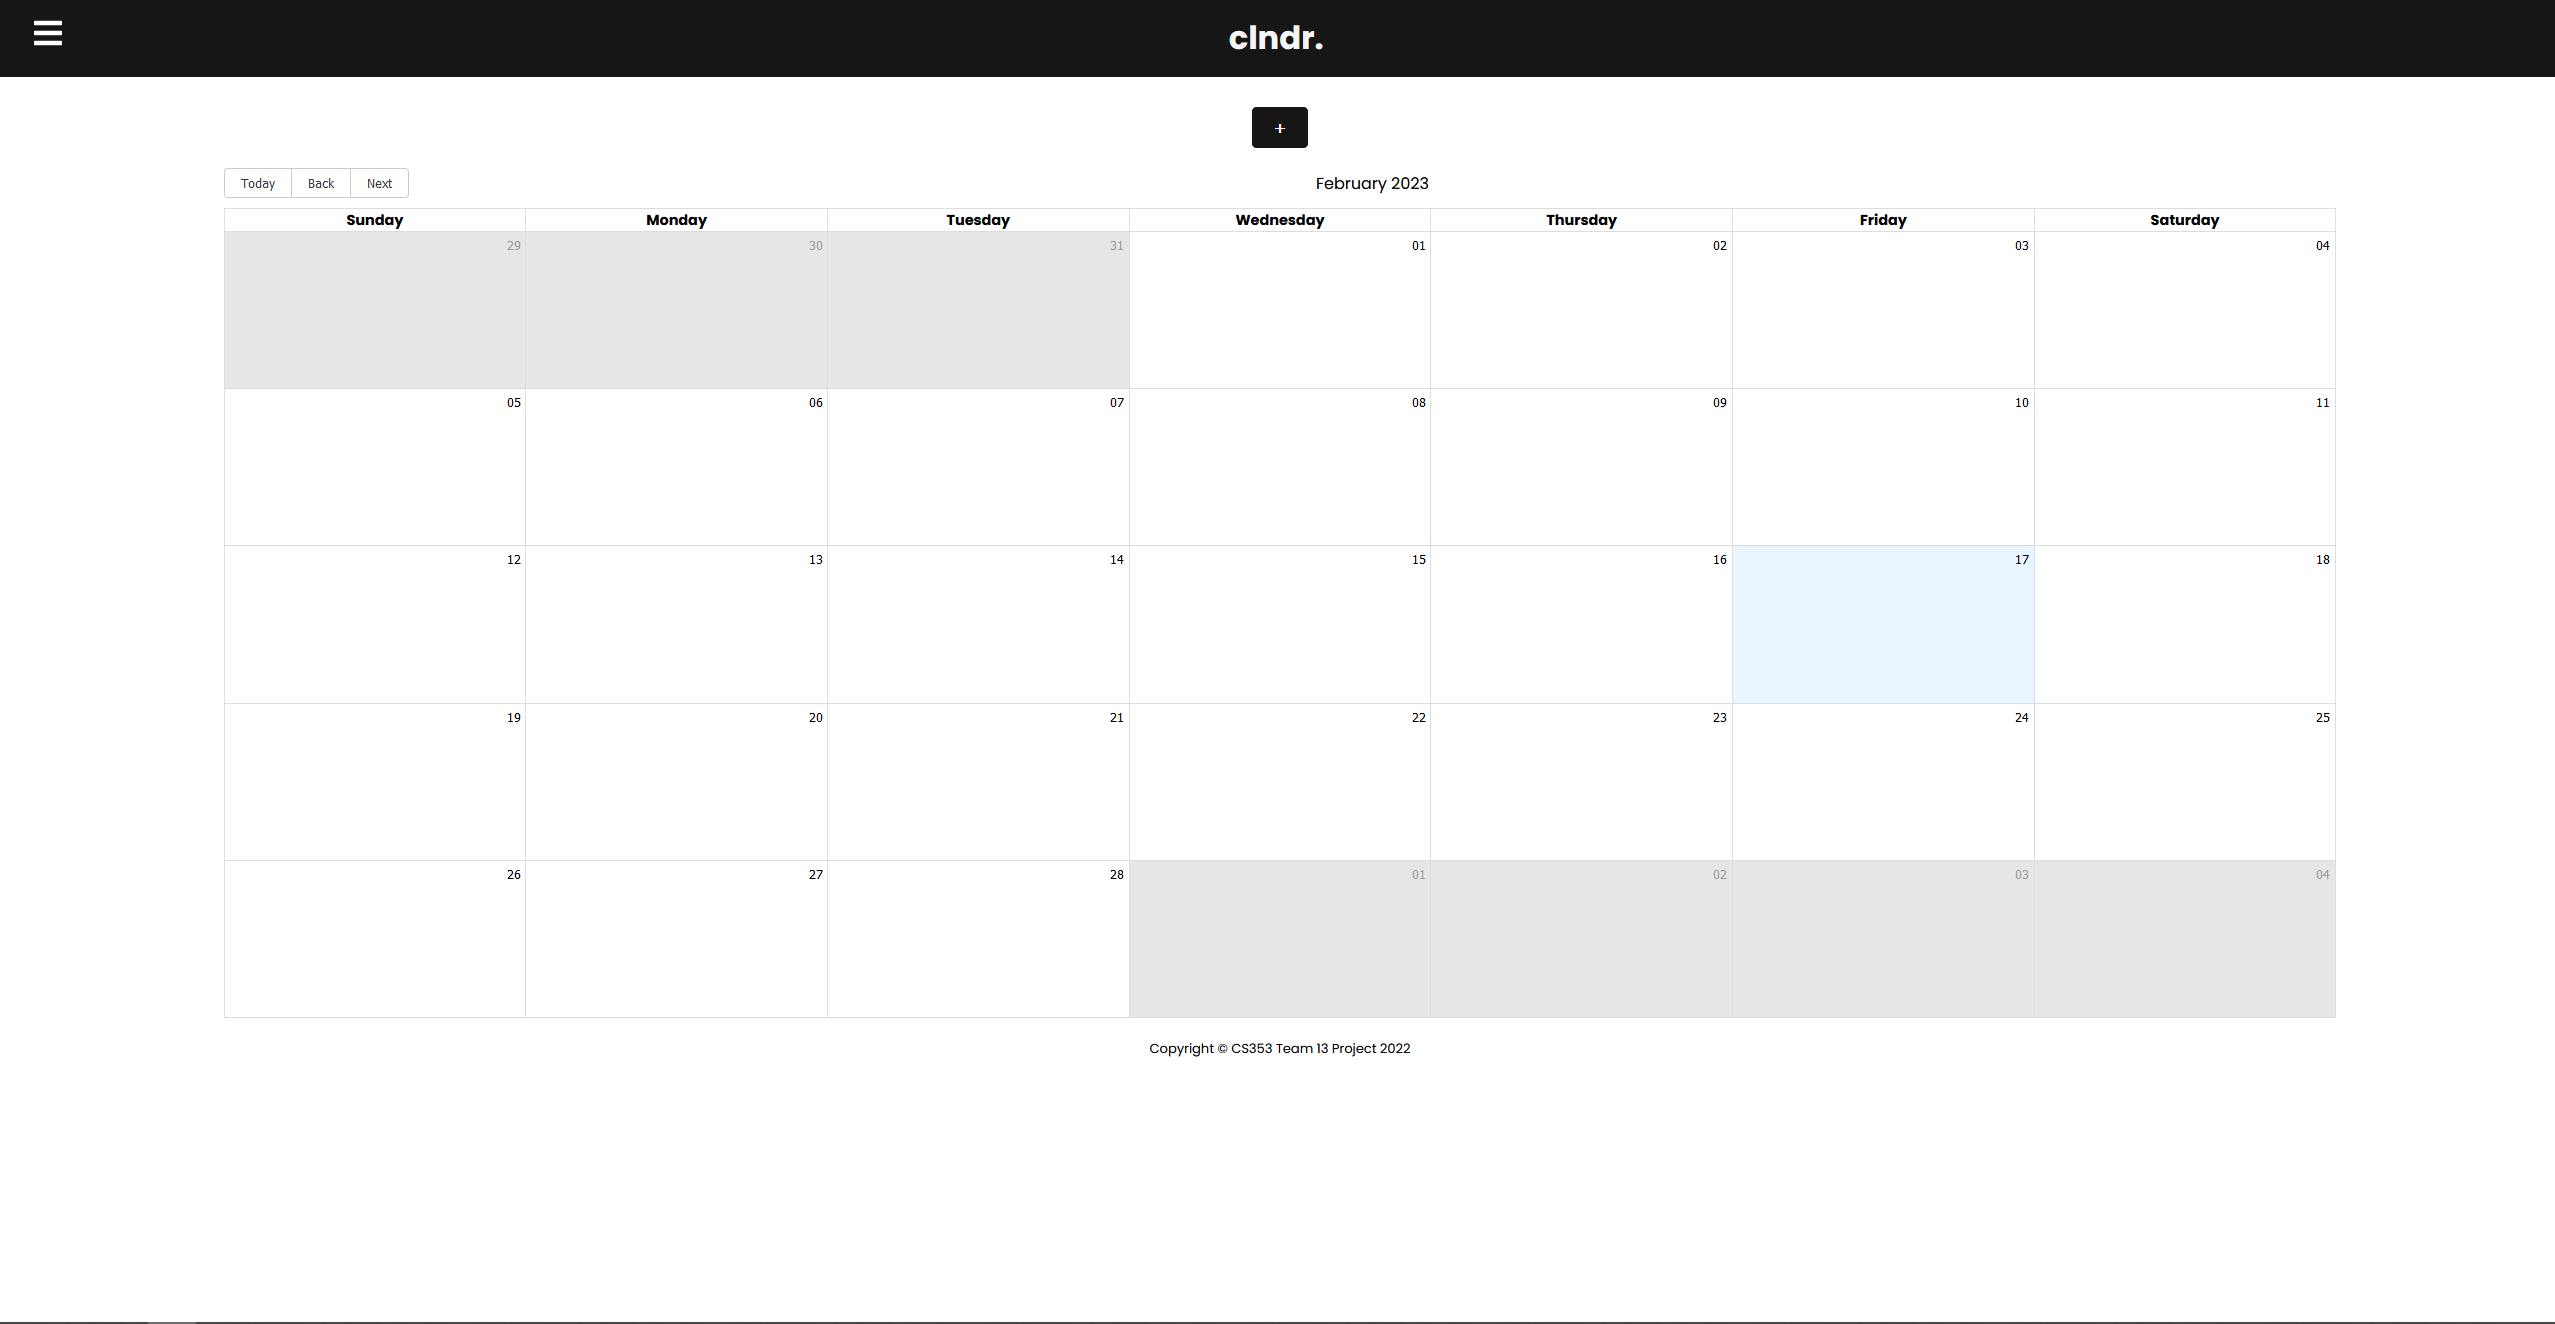 clndr.
+
Today Back Next February 2023
Sunday Monday Tuesday Wednesday Thursday Friday Saturday
29 30 31 01 02 03 04
05 06 07 08 09 10 11
12 13 14 15 16 17 18
19 20 21 22 23 24 25
26 27 28 01 02 03 04
Copyright © CS353 Team 13 Project 2022